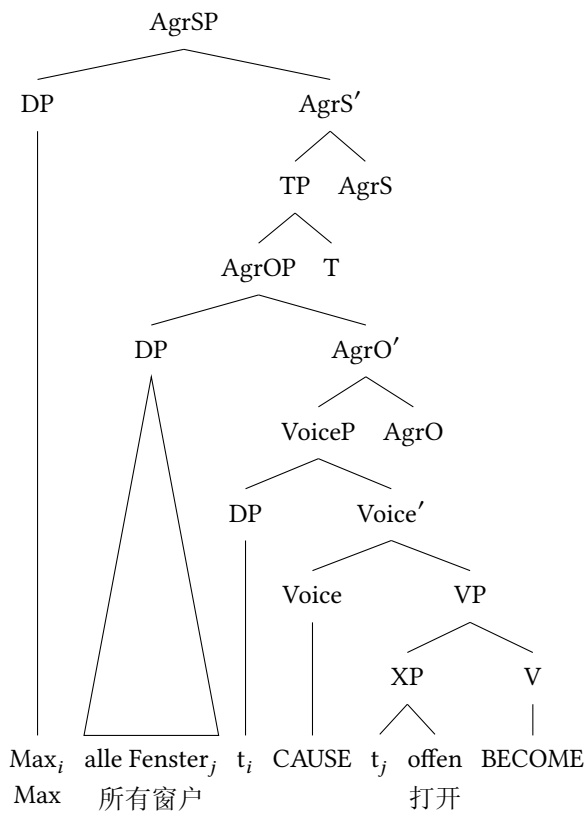 AgrSP
DP AgrS′
TP AgrS
AgrOP T
DP AgrO′
VoiceP AgrO
DP Voice′
Voice VP
XP V
Maxᵢ alle Fensterⱼ tᵢ CAUSE tⱼ offen BECOME
Max 所有窗户 打开